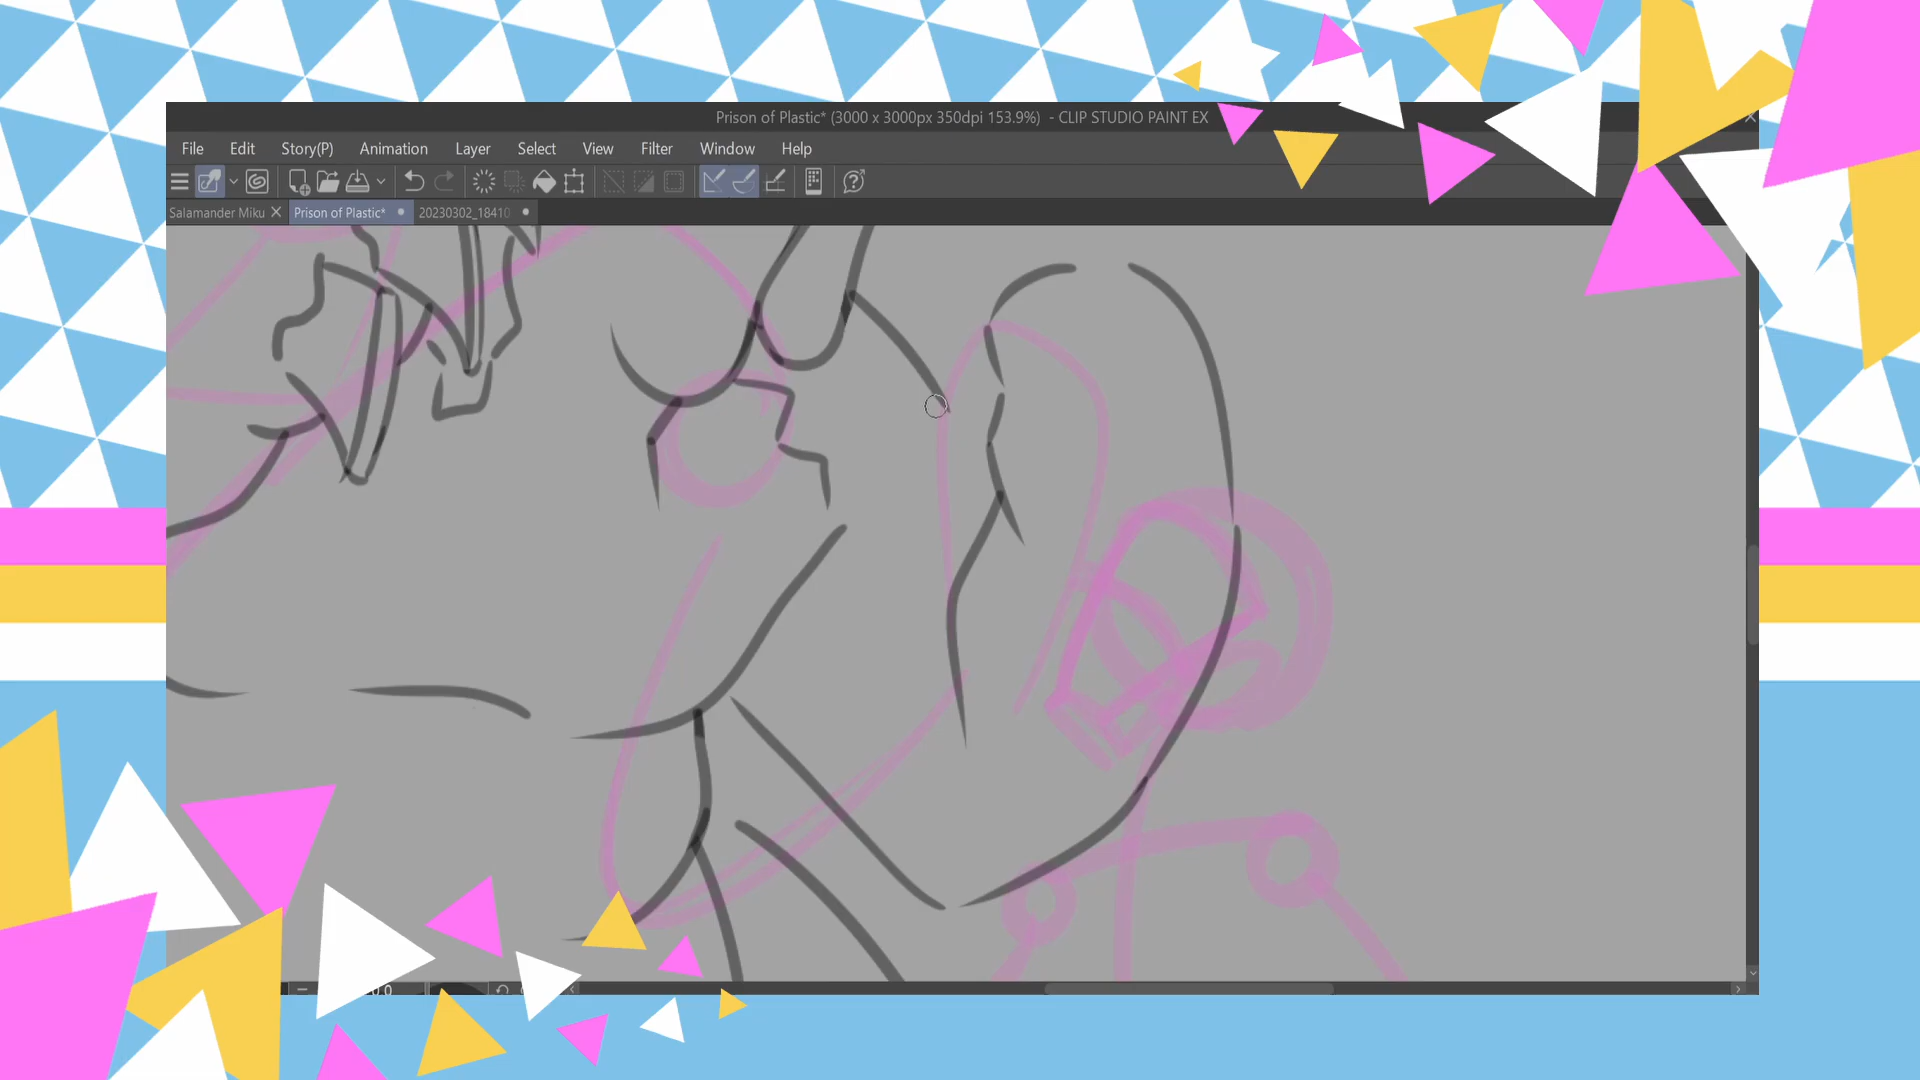 Prison of Plastic* (3000 x 3000px 350dpi 153.9%) - CLIP STUDIO PAINT EX
File Edit Story(P) Animation Layer Select View Filter Window Help
Salamander Miku Prison of Plastic* 20230302_18410